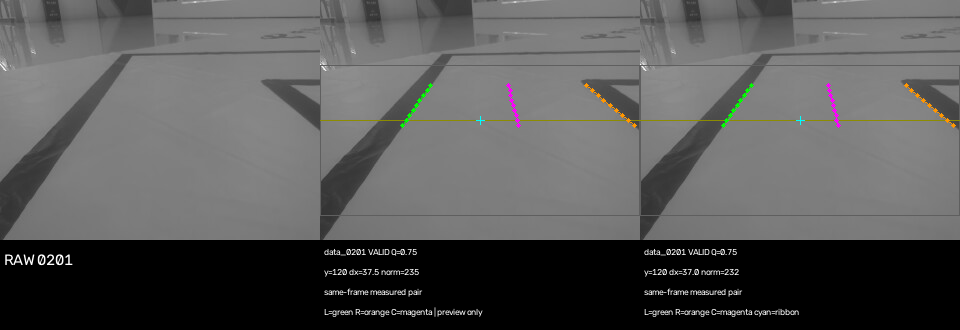 RAW 0201
data_0201 VALID Q=0.75
y=120 dx=37.5 norm=235
same-frame measured pair
L=green R=orange C=magenta | preview only
data_0201 VALID Q=0.75
y=120 dx=37.0 norm=232
same-frame measured pair
L=green R=orange C=magenta cyan=ribbon